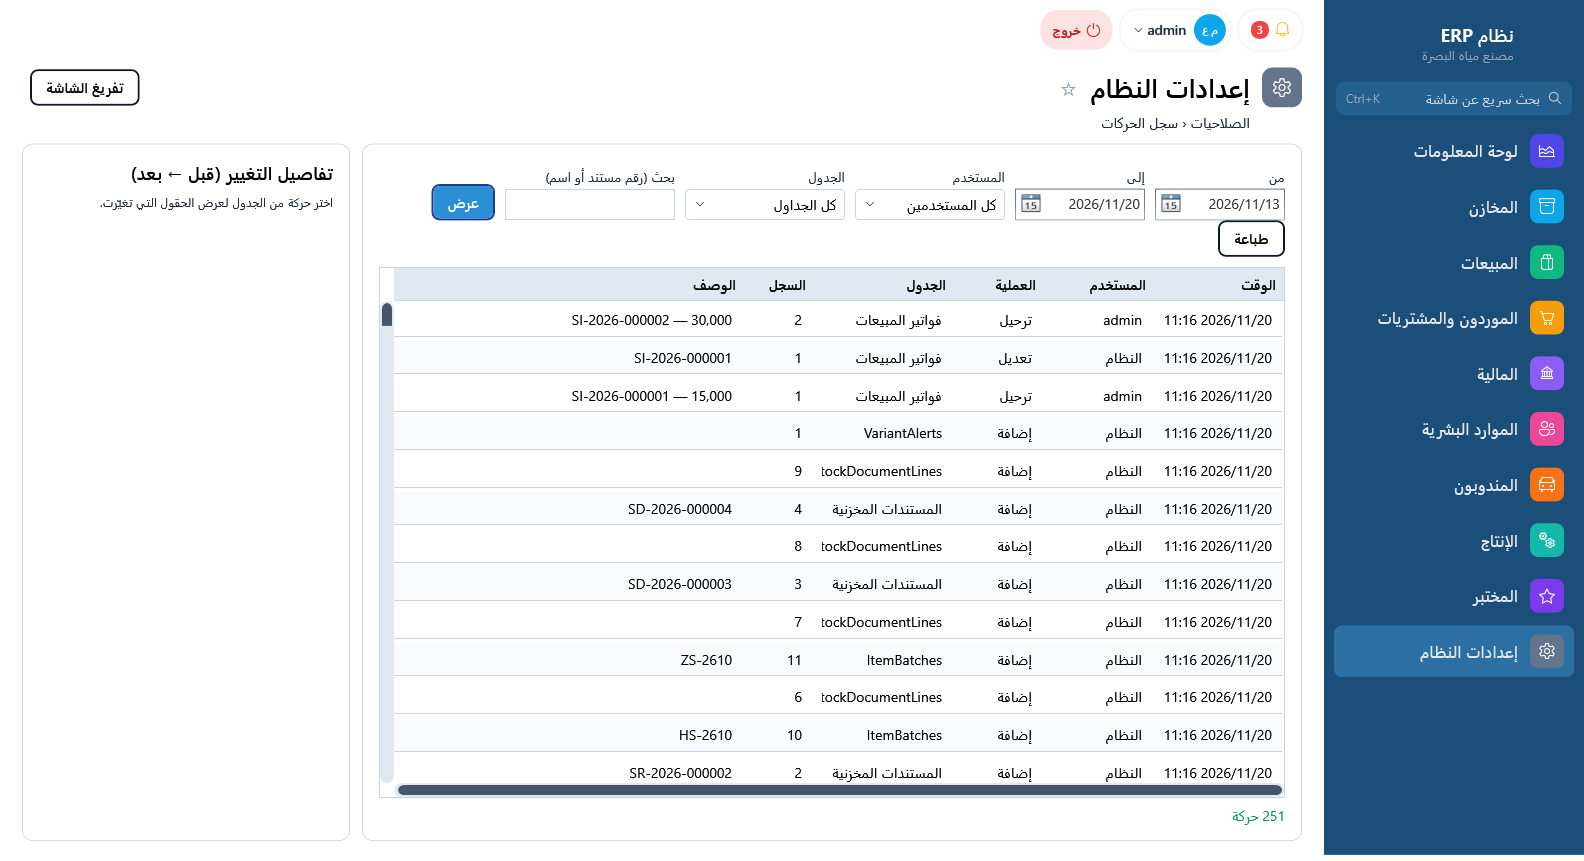 نظام ERP
مصنع مياه البصرة
بحث سريع عن شاشة Ctrl+K
لوحة المعلومات
المخازن
المبيعات
الموردون والمشتريات
المالية
الموارد البشرية
المندوبون
الإنتاج
المختبر
إعدادات النظام
3
م ع admin
خروج
إعدادات النظام
الصلاحيات › سجل الحركات
تفريغ الشاشة
من إلى المستخدم الجدول بحث (رقم مستند أو اسم)
2026/11/13 15 2026/11/20 15 كل المستخدمين كل الجداول عرض
طباعة
الوقت المستخدم العملية الجدول السجل الوصف
2026/11/20 11:16 admin ترحيل فواتير المبيعات 2 SI-2026-000002 — 30,000
2026/11/20 11:16 النظام تعديل فواتير المبيعات 1 SI-2026-000001
2026/11/20 11:16 admin ترحيل فواتير المبيعات 1 SI-2026-000001 — 15,000
2026/11/20 11:16 النظام إضافة VariantAlerts 1
2026/11/20 11:16 النظام إضافة tockDocumentLines 9
2026/11/20 11:16 النظام إضافة المستندات المخزنية 4 SD-2026-000004
2026/11/20 11:16 النظام إضافة tockDocumentLines 8
2026/11/20 11:16 النظام إضافة المستندات المخزنية 3 SD-2026-000003
2026/11/20 11:16 النظام إضافة tockDocumentLines 7
2026/11/20 11:16 النظام إضافة ItemBatches 11 ZS-2610
2026/11/20 11:16 النظام إضافة tockDocumentLines 6
2026/11/20 11:16 النظام إضافة ItemBatches 10 HS-2610
2026/11/20 11:16 النظام إضافة المستندات المخزنية 2 SR-2026-000002
251 حركة
تفاصيل التغيير (قبل ← بعد)
اختر حركة من الجدول لعرض الحقول التي تغيّرت.